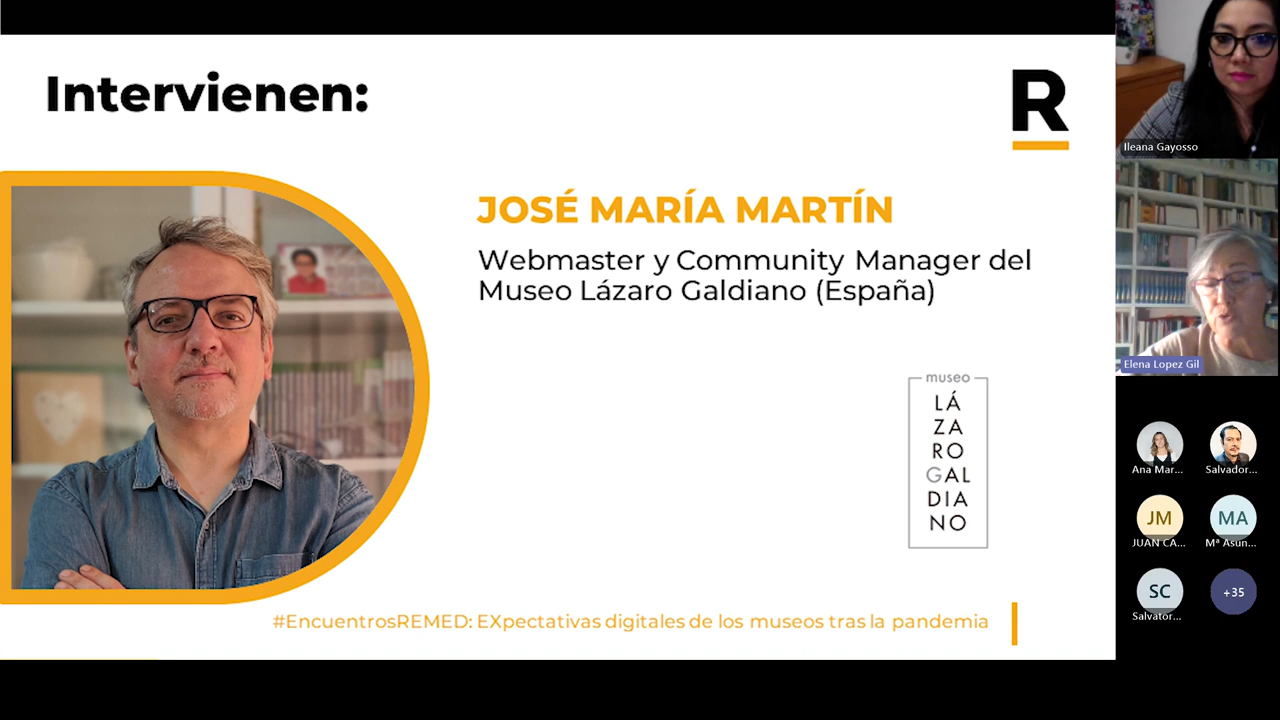 Intervienen:
R
JOSÉ MARÍA MARTÍN
Webmaster y Community Manager del
Museo Lázaro Galdiano (España)
museo
LÁ
ZA
RO
GAL
DIA
NO
#EncuentrosREMED: EXpectativas digitales de los museos tras la pandemia
Ileana Gayosso
Elena Lopez Gil
Ana Mar...
Salvador...
JM
MA
JUAN CA...
Mª Asun...
SC
+35
Salvator...